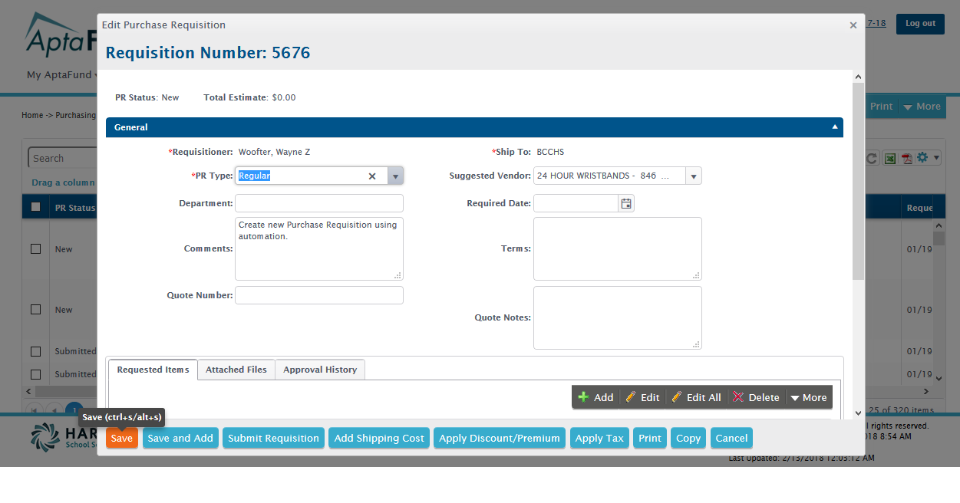 Edit Purchase Requisition
Requisition Number: 5676
PR Status: New Total Estimate: $0.00
General
*Requisitioner: Woofter, Wayne Z *Ship To: BCCHS
*PR Type: Regular Suggested Vendor: 24 HOUR WRISTBANDS - 846 ...
Department: Required Date:
Comments: Create new Purchase Requisition using
automation.
Terms:
Quote Number:
Quote Notes:
Requested Items Attached Files Approval History
Add Edit Edit All Delete More
Save (ctrl+s/alt+s)
Save Save and Add Submit Requisition Add Shipping Cost Apply Discount/Premium Apply Tax Print Copy Cancel
AptaF
7-18 Log out
My AptaFund
Home -> Purchasing Print More
Search
Drag a column
PR Status Reque
New 01/19
New 01/19
Submitted 01/19
Submitted 01/19
1 25 of 320 items
HAR
School S
l rights reserved.
018 8:54 AM
Last Updated: 2/13/2018 12:03:12 AM